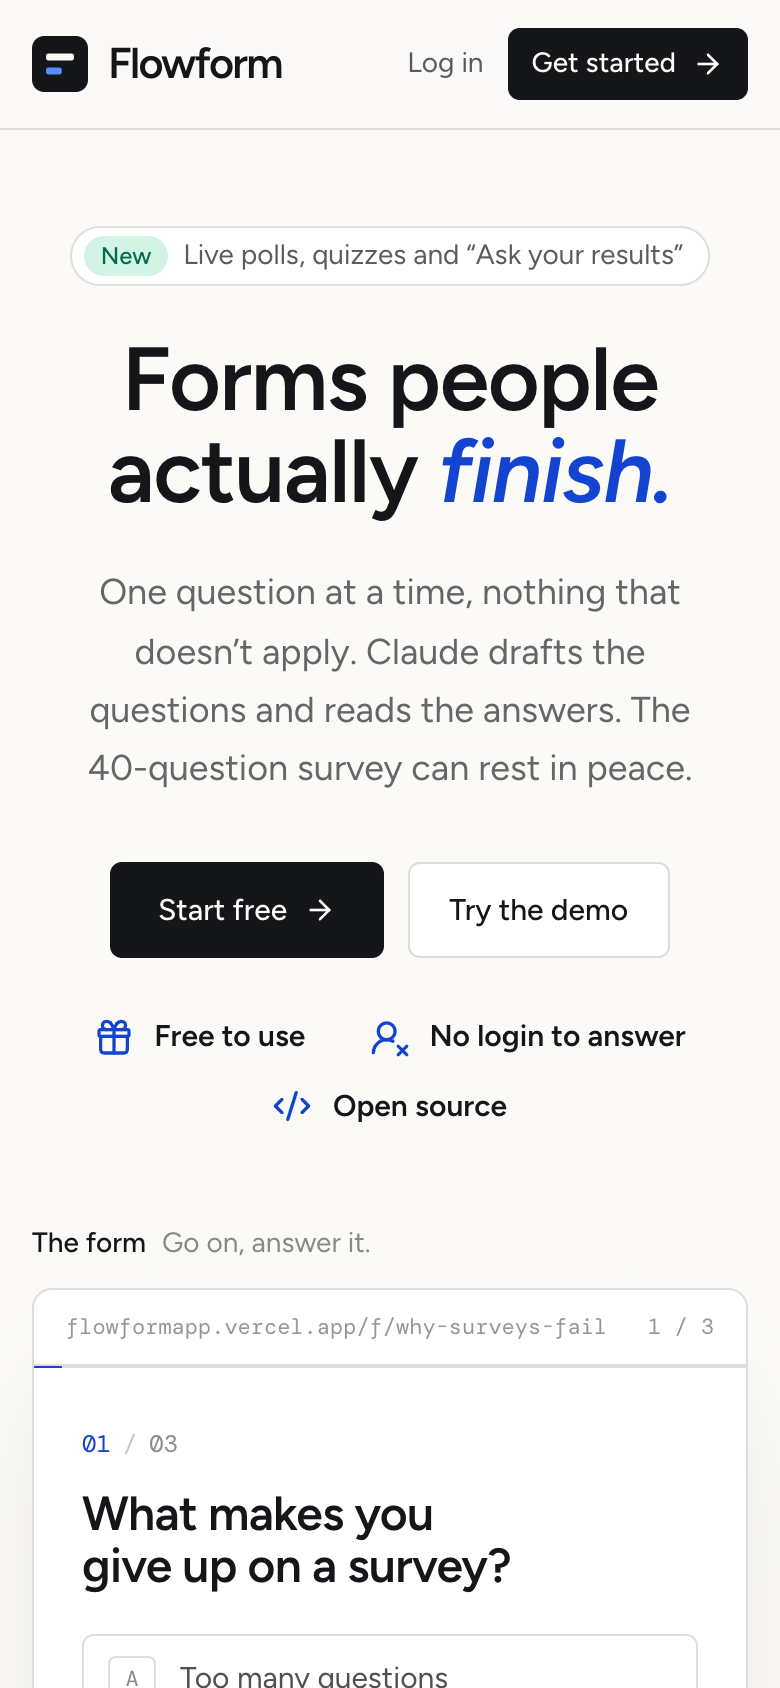 Flowform
Log in
Get started
New Live polls, quizzes and “Ask your results”
Forms people
actually finish.
One question at a time, nothing that
doesn’t apply. Claude drafts the
questions and reads the answers. The
40-question survey can rest in peace.
Start free
Try the demo
Free to use
No login to answer
Open source
The form Go on, answer it.
flowformapp.vercel.app/f/why-surveys-fail 1 / 3
01 / 03
What makes you
give up on a survey?
A Too many questions